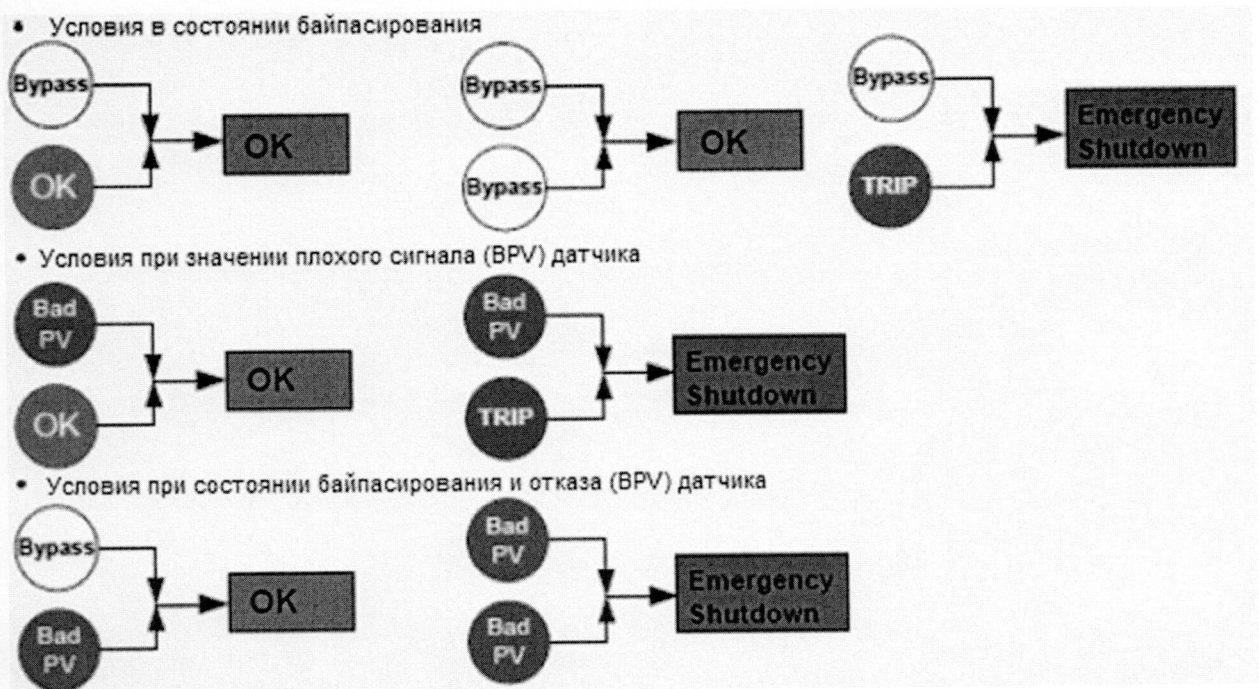 • Условия в состоянии байпасирования
Bypass
OK
OK
Bypass
Bypass
OK
Bypass
TRIP
Emergency
Shutdown
• Условия при значении плохого сигнала (BPV) датчика
Bad
PV
OK
OK
Bad
PV
TRIP
Emergency
Shutdown
• Условия при состоянии байпасирования и отказа (BPV) датчика
Bypass
Bad
PV
OK
Bad
PV
Bad
PV
Emergency
Shutdown